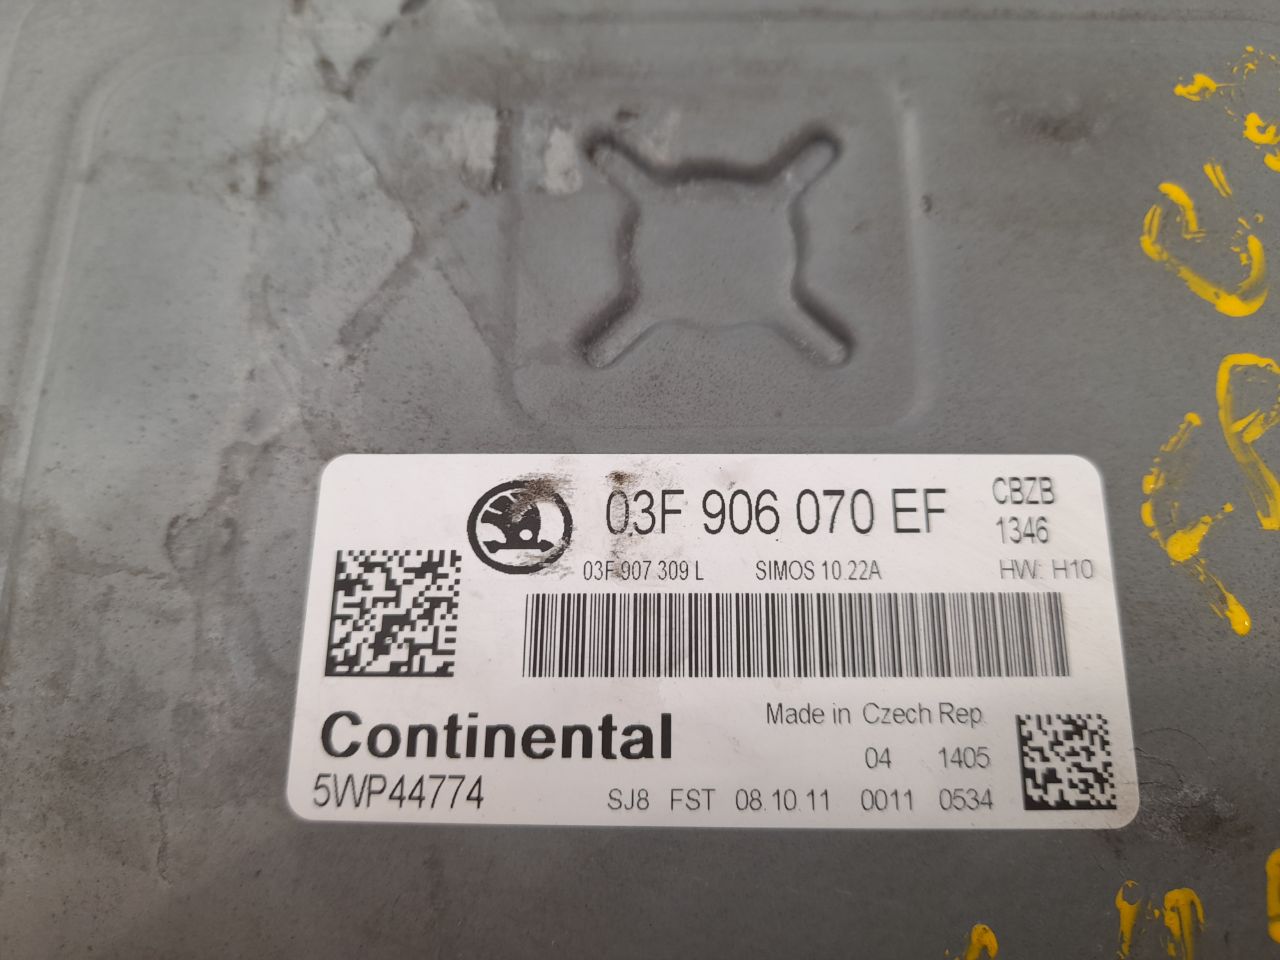 03F 906 070 EF CBZB
1346
03F 907 309 L SIMOS 10.22A HW: H10
Continental
Made in Czech Rep.
04 1405
5WP44774
SJ8 FST 08.10.11 0011 0534